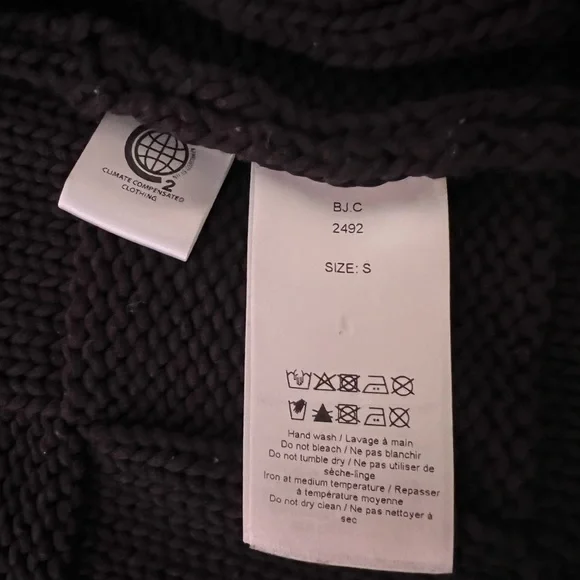 2
CLIMATE COMPENSATED
CLOTHING
BJ.C
2492
SIZE: S
Hand wash / Lavage à main
Do not bleach / Ne pas blanchir
Do not tumble dry / Ne pas utiliser de
sèche-linge
Iron at medium temperature / Repasser
à température moyenne
Do not dry clean / Ne pas nettoyer à
sec